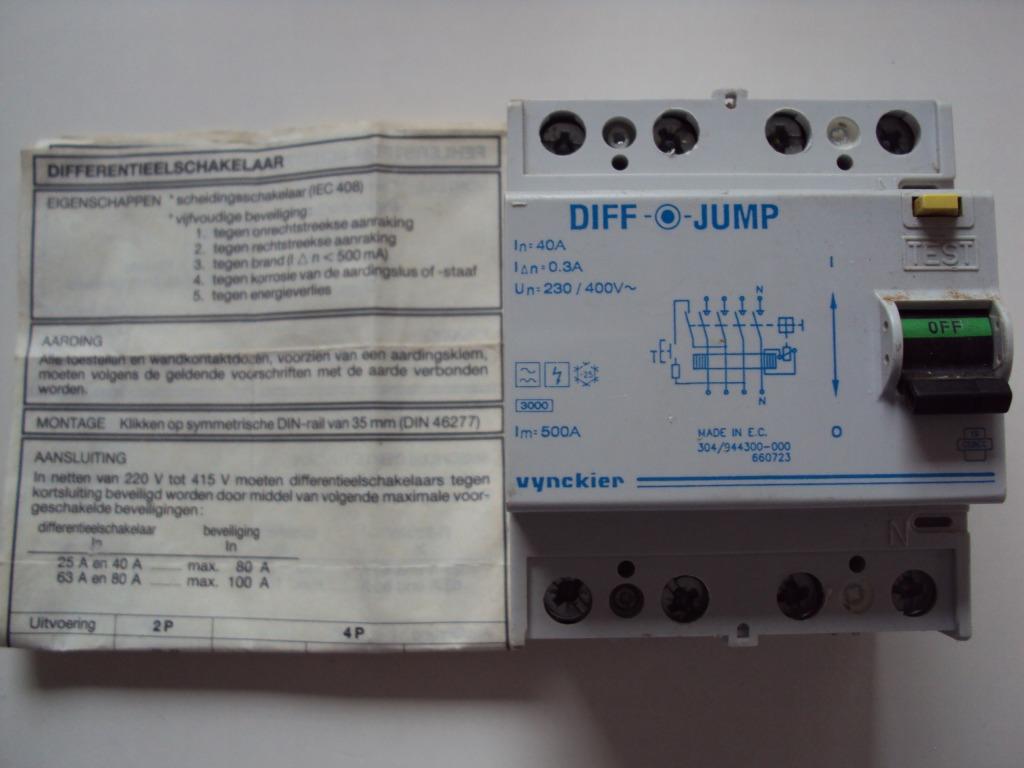 DIFFERENTIEELSCHAKELAAR
EIGENSCHAPPEN * scheidingsschakelaar (IEC 408)
* vijfvoudige beveiliging:
1. tegen onrechtstreekse aanraking
2. tegen rechtstreekse aanraking
3. tegen brand (I △ n < 500 mA)
4. tegen korrosie van de aardingslus of -staaf
5. tegen energieverlies
AARDING
Alle toestellen en wandkontaktdozen, voorzien van een aardingsklem,
moeten volgens de geldende voorschriften met de aarde verbonden
worden.
MONTAGE Klikken op symmetrische DIN-rail van 35 mm (DIN 46277)
AANSLUITING
In netten van 220 V tot 415 V moeten differentieelschakelaars tegen
kortsluiting beveiligd worden door middel van volgende maximale voor-
geschakelde beveiligingen:
differentieelschakelaar beveiliging
In In
25 A en 40 A ...... max. 80 A
63 A en 80 A ...... max. 100 A
Uitvoering 2 P 4 P
DIFF-O-JUMP
In=40A
I△n=0.3A
Un=230/400V~
3000
Im=500A
N
T
N
MADE IN E.C.
304/944300-000
660723
vynckier
I
O
TEST
OFF
N